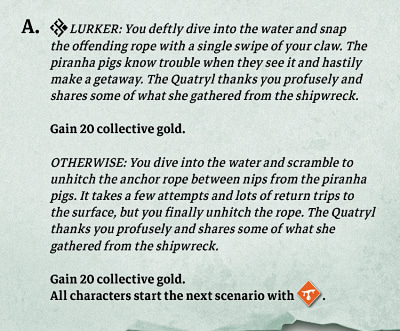 A. LURKER: You deftly dive into the water and snap
the offending rope with a single swipe of your claw. The
piranha pigs know trouble when they see it and hastily
make a getaway. The Quatryl thanks you profusely and
shares some of what she gathered from the shipwreck.
Gain 20 collective gold.
OTHERWISE: You dive into the water and scramble to
unhitch the anchor rope between nips from the piranha
pigs. It takes a few attempts and lots of return trips to
the surface, but you finally unhitch the rope. The Quatryl
thanks you profusely and shares some of what she
gathered from the shipwreck.
Gain 20 collective gold.
All characters start the next scenario with .